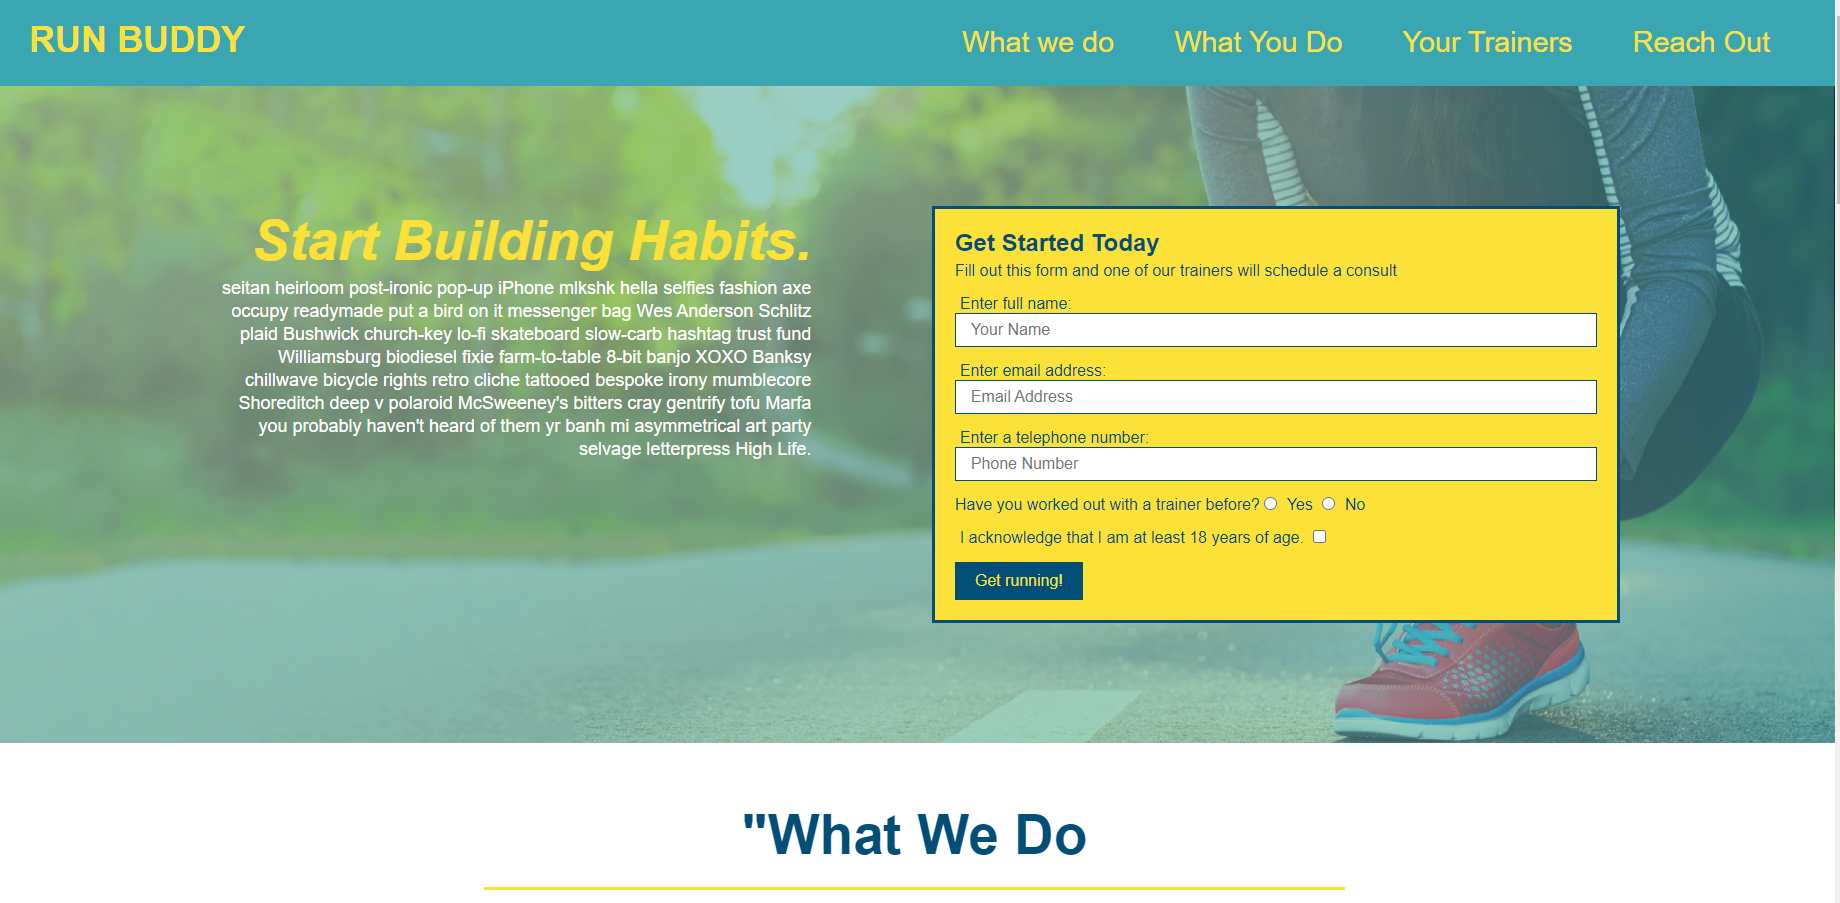 RUN BUDDY
What we do
What You Do
Your Trainers
Reach Out
Start Building Habits.
seitan heirloom post-ironic pop-up iPhone mlkshk hella selfies fashion axe
occupy readymade put a bird on it messenger bag Wes Anderson Schlitz
plaid Bushwick church-key lo-fi skateboard slow-carb hashtag trust fund
Williamsburg biodiesel fixie farm-to-table 8-bit banjo XOXO Banksy
chillwave bicycle rights retro cliche tattooed bespoke irony mumblecore
Shoreditch deep v polaroid McSweeney's bitters cray gentrify tofu Marfa
you probably haven't heard of them yr banh mi asymmetrical art party
selvage letterpress High Life.
Get Started Today
Fill out this form and one of our trainers will schedule a consult
Enter full name:
Your Name
Enter email address:
Email Address
Enter a telephone number:
Phone Number
Have you worked out with a trainer before? Yes No
I acknowledge that I am at least 18 years of age.
Get running!
"What We Do